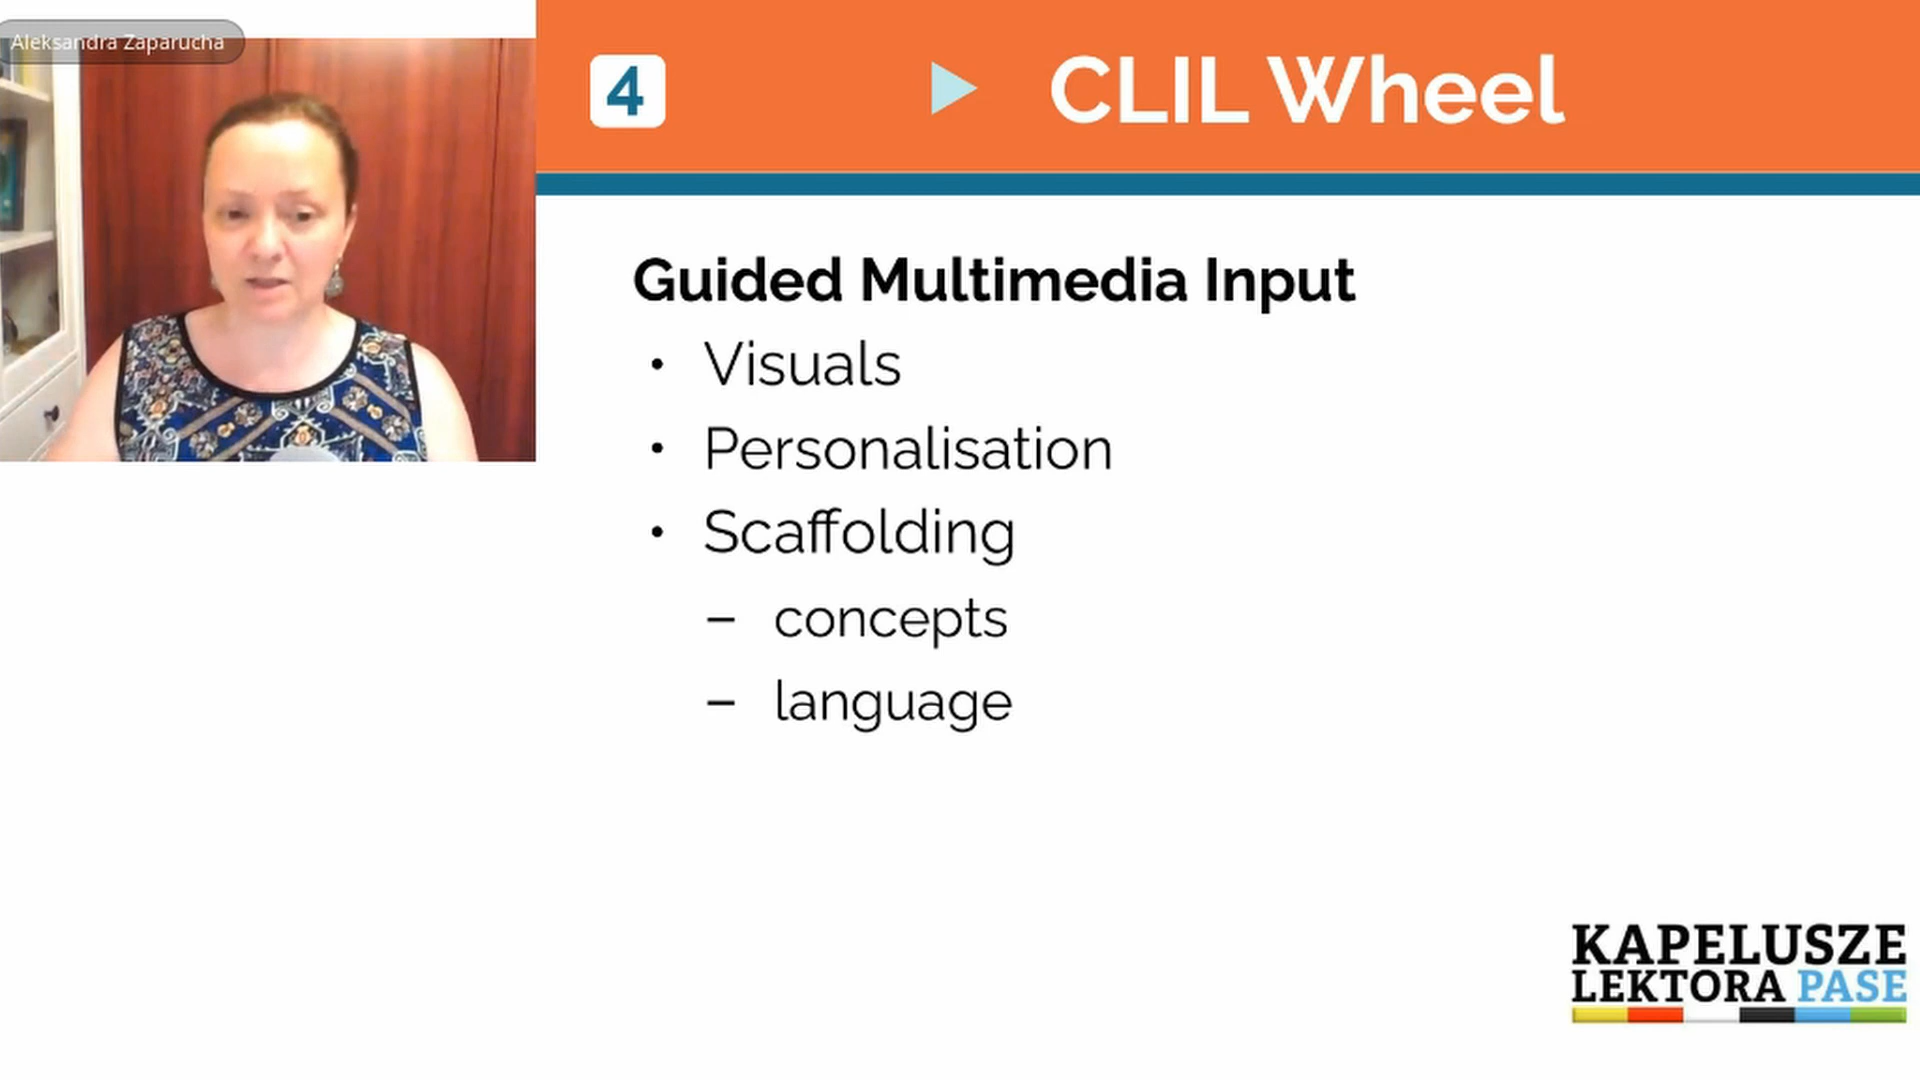 Aleksandra Zaparucha
4
CLIL Wheel
Guided Multimedia Input
• Visuals
• Personalisation
• Scaffolding
– concepts
– language
KAPELUSZE
LEKTORA PASE